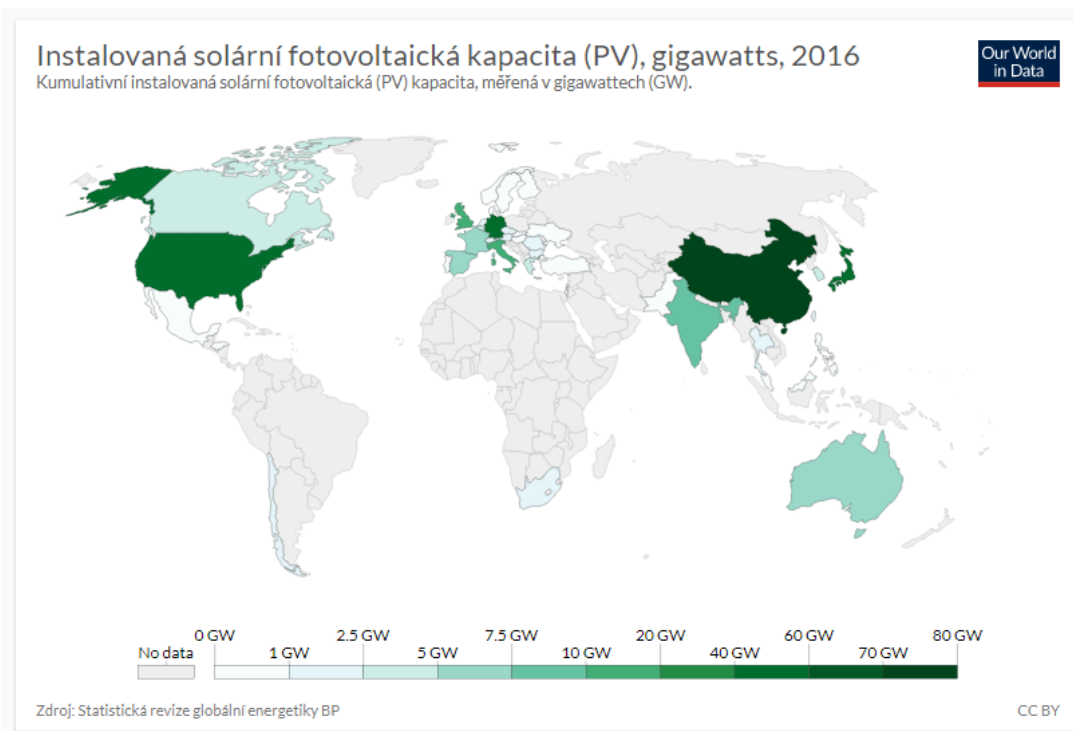 Instalovaná solární fotovoltaická kapacita (PV), gigawatts, 2016
Kumulativní instalovaná solární fotovoltaická (PV) kapacita, měřená v gigawattech (GW).
Our World
in Data
0 GW 2.5 GW 7.5 GW 20 GW 60 GW 80 GW
No data 1 GW 5 GW 10 GW 40 GW 70 GW
Zdroj: Statistická revize globální energetiky BP CC BY